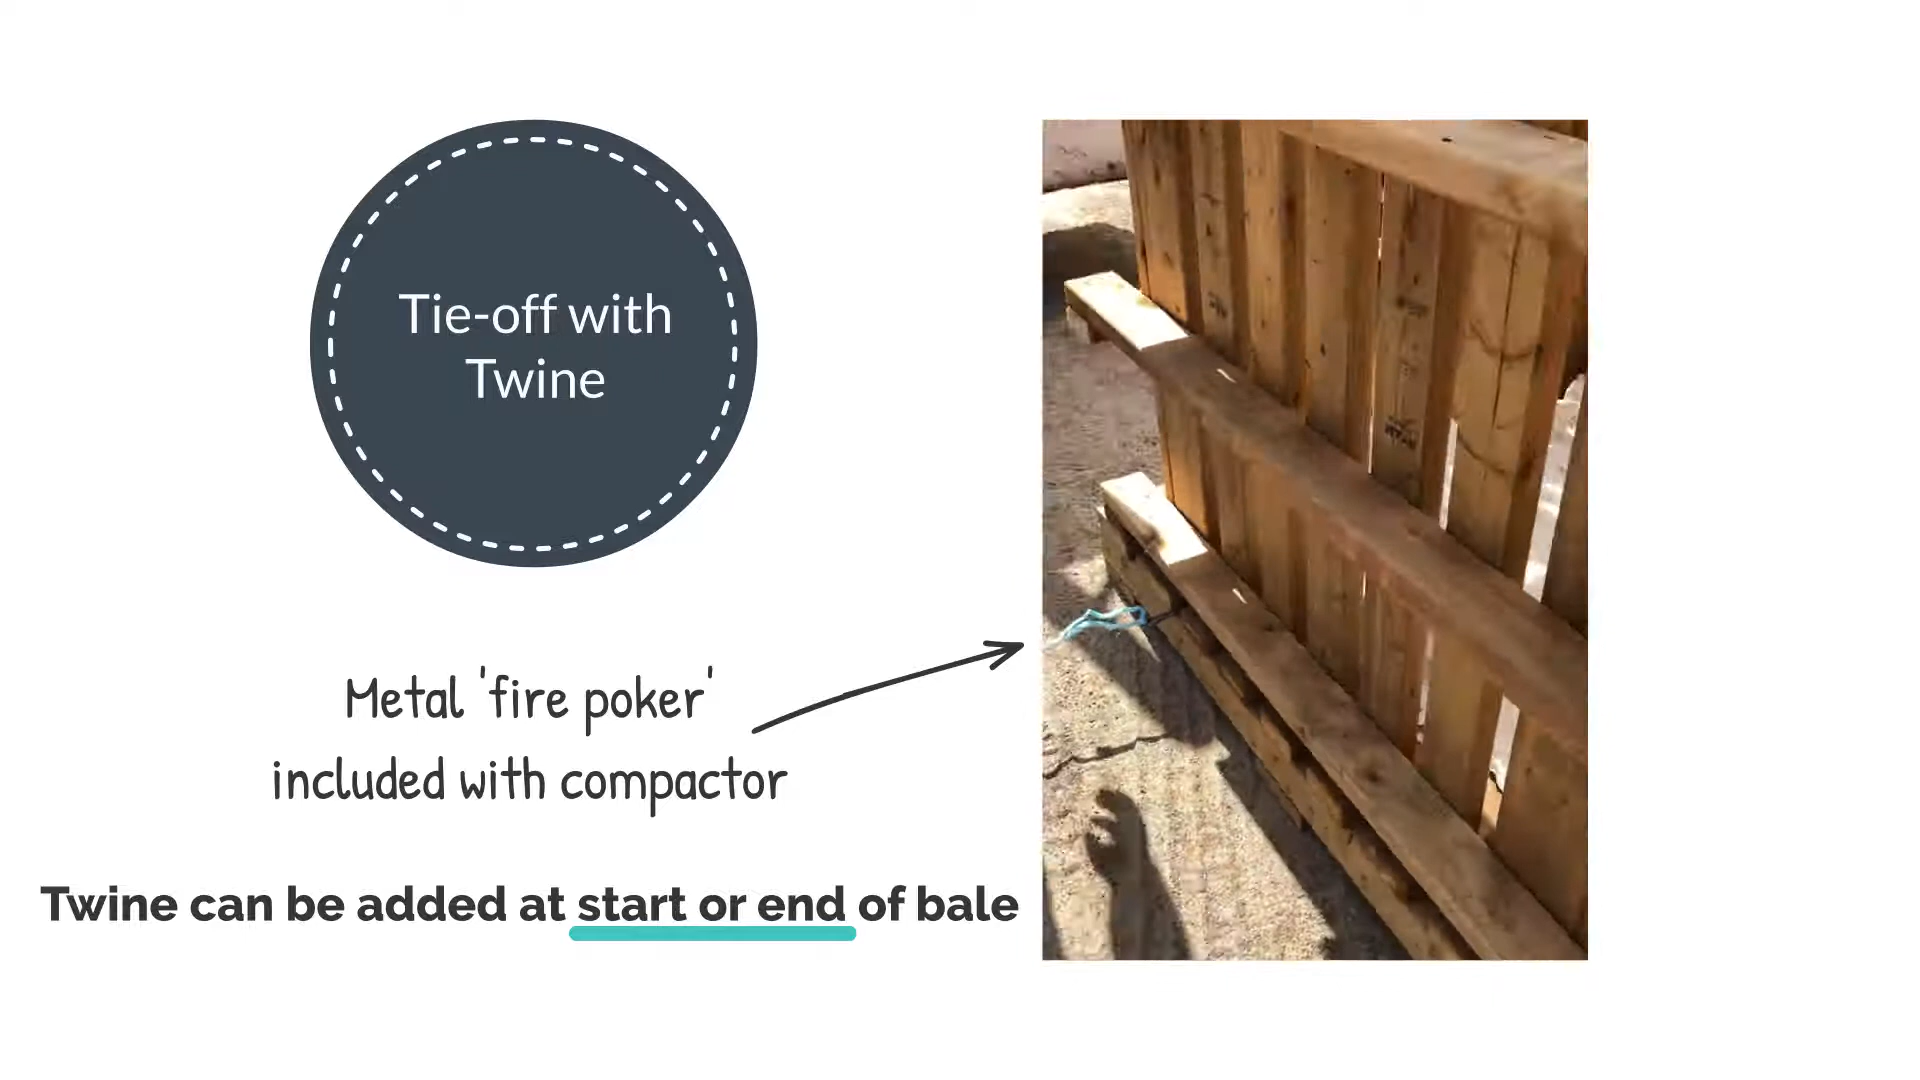 Tie-off with
Twine
Metal 'fire poker'
included with compactor
Twine can be added at start or end of bale